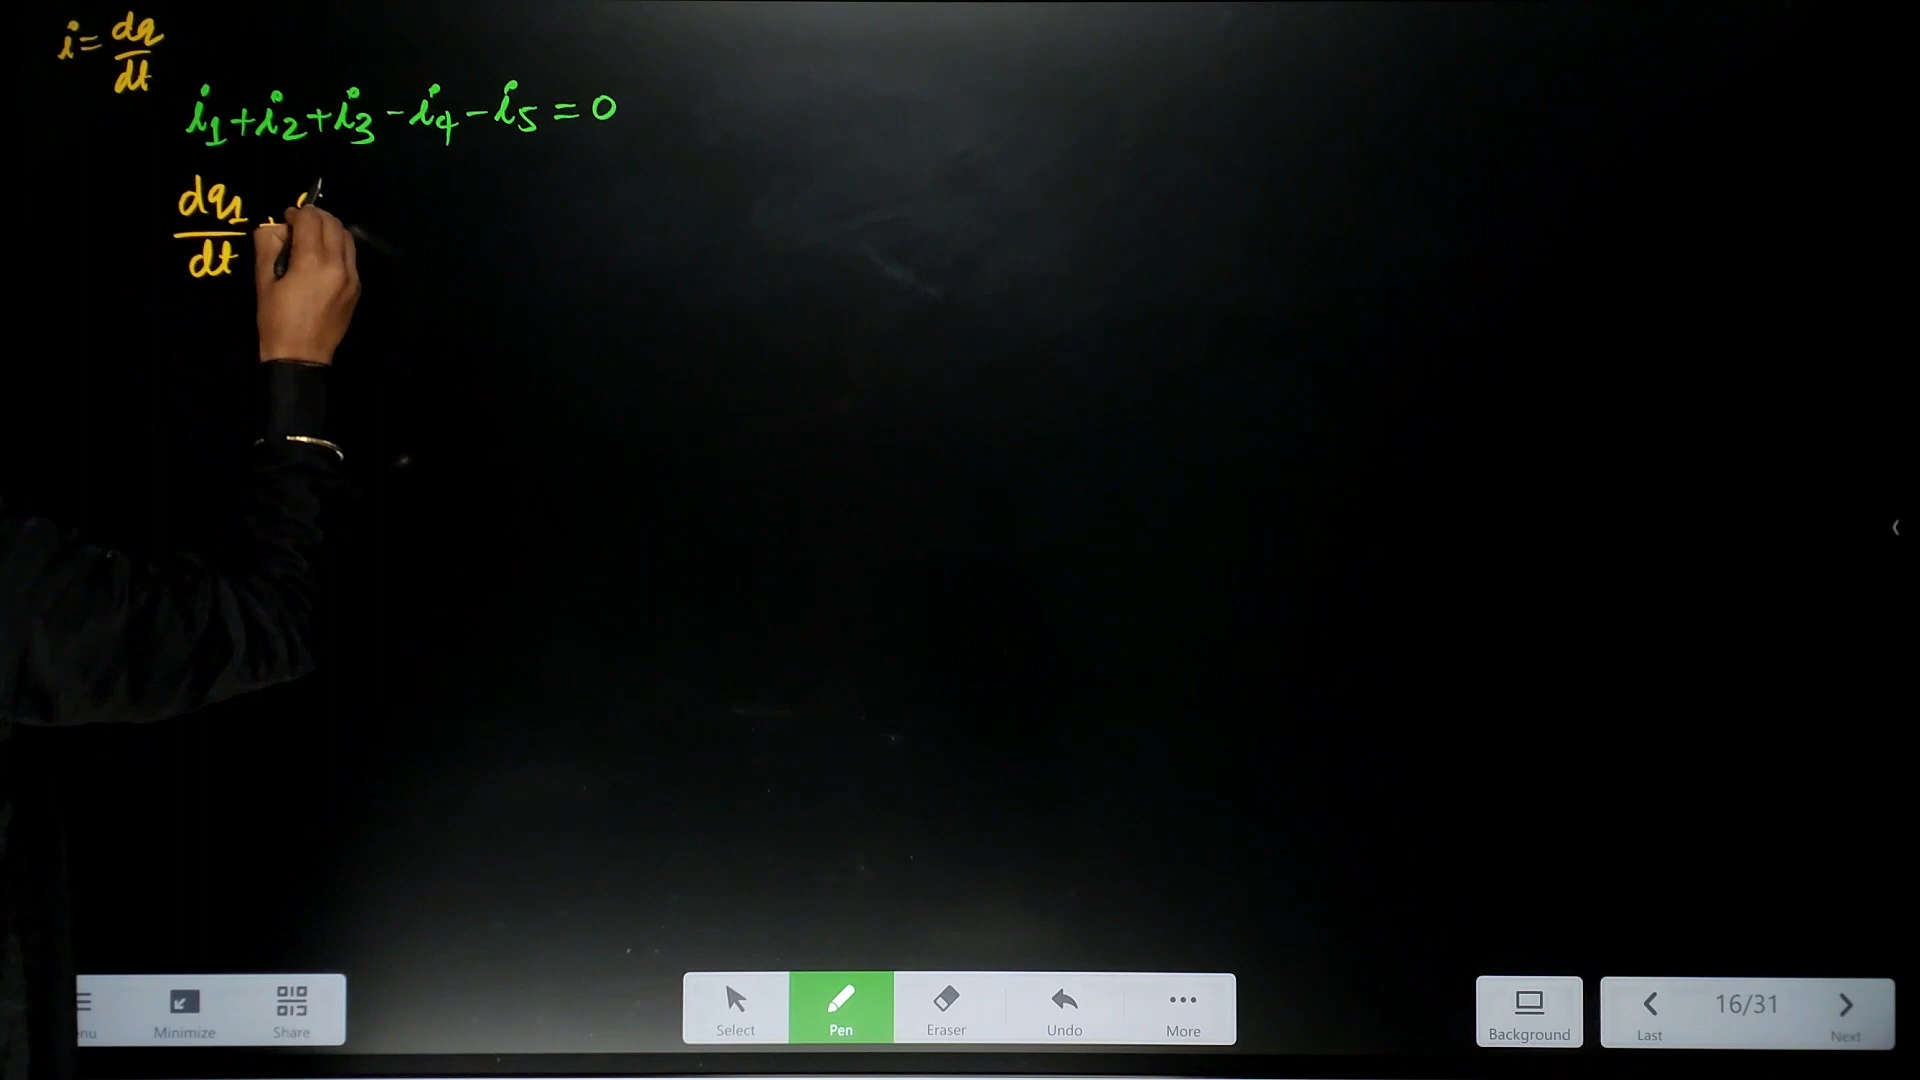 i = dq/dt
i₁+i₂+i₃-i₄-i₅=0
dq₁/dt +
Minimize Share
Select Pen Eraser Undo More
Background
Last 16/31 Next